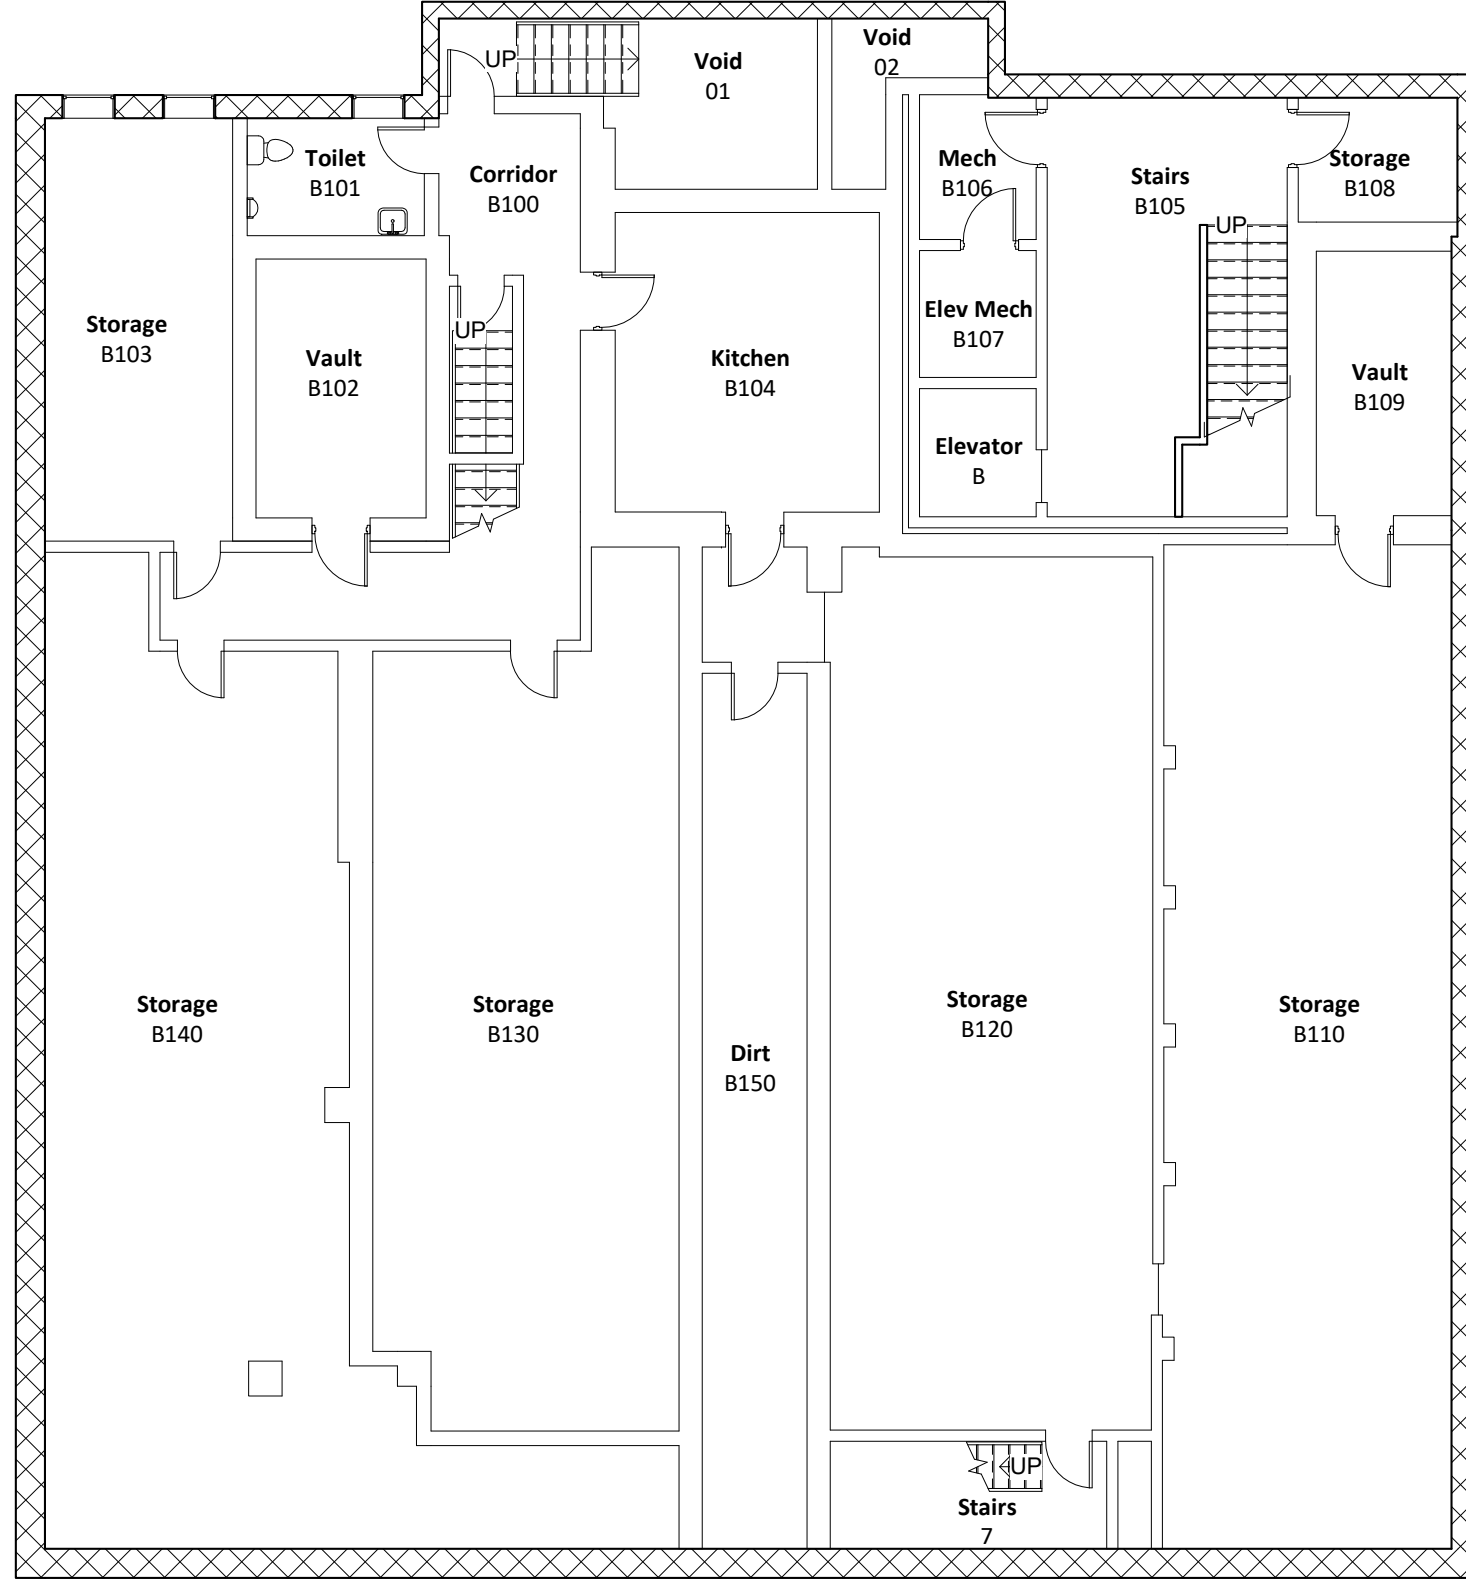 UP
Void
01
Void
02
Toilet
B101
Corridor
B100
Mech
B106
Stairs
B105
Storage
B108
UP
Storage
B103
UP
Vault
B102
Kitchen
B104
Elev Mech
B107
Vault
B109
Elevator
B
Storage
B140
Storage
B130
Dirt
B150
Storage
B120
Storage
B110
UP
Stairs
7